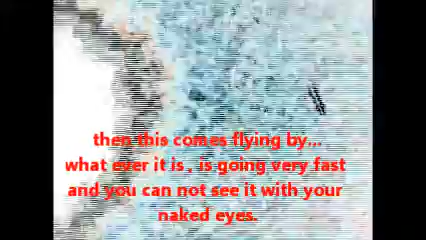 then this comes flying by...
what ever it is , is going very fast
and you can not see it with your
naked eyes.